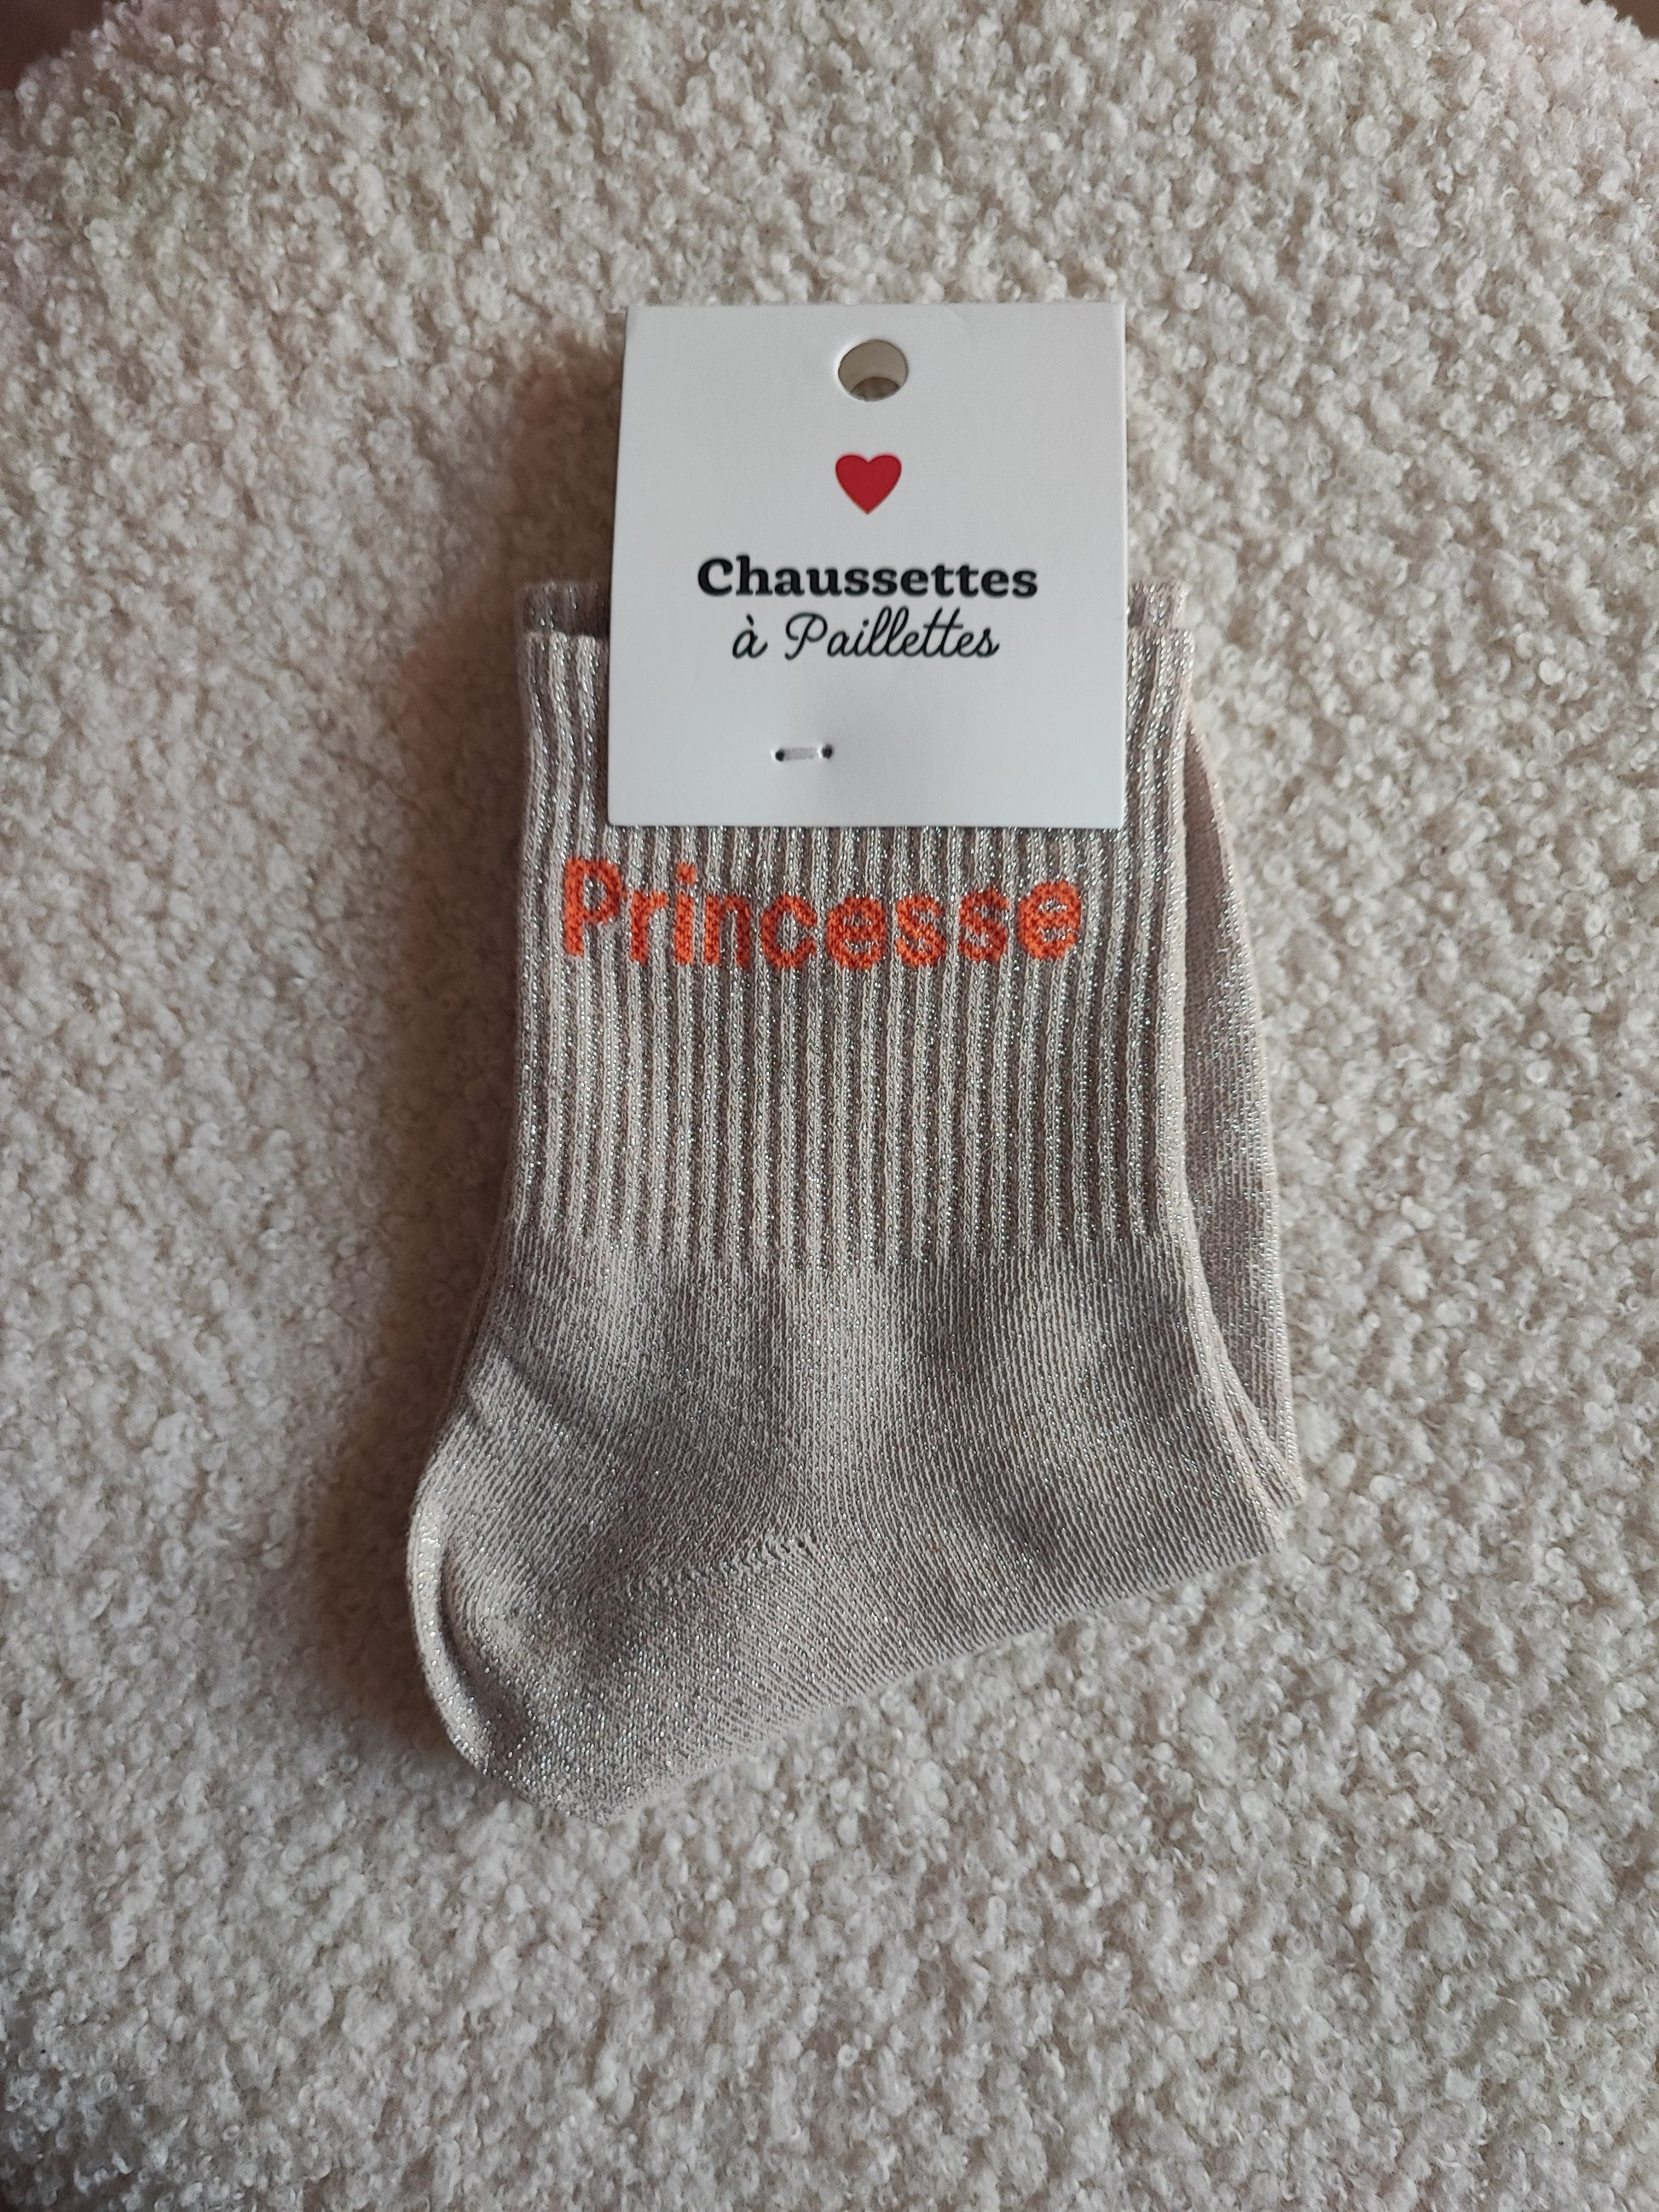 Chaussettes
à Paillettes
Princesse